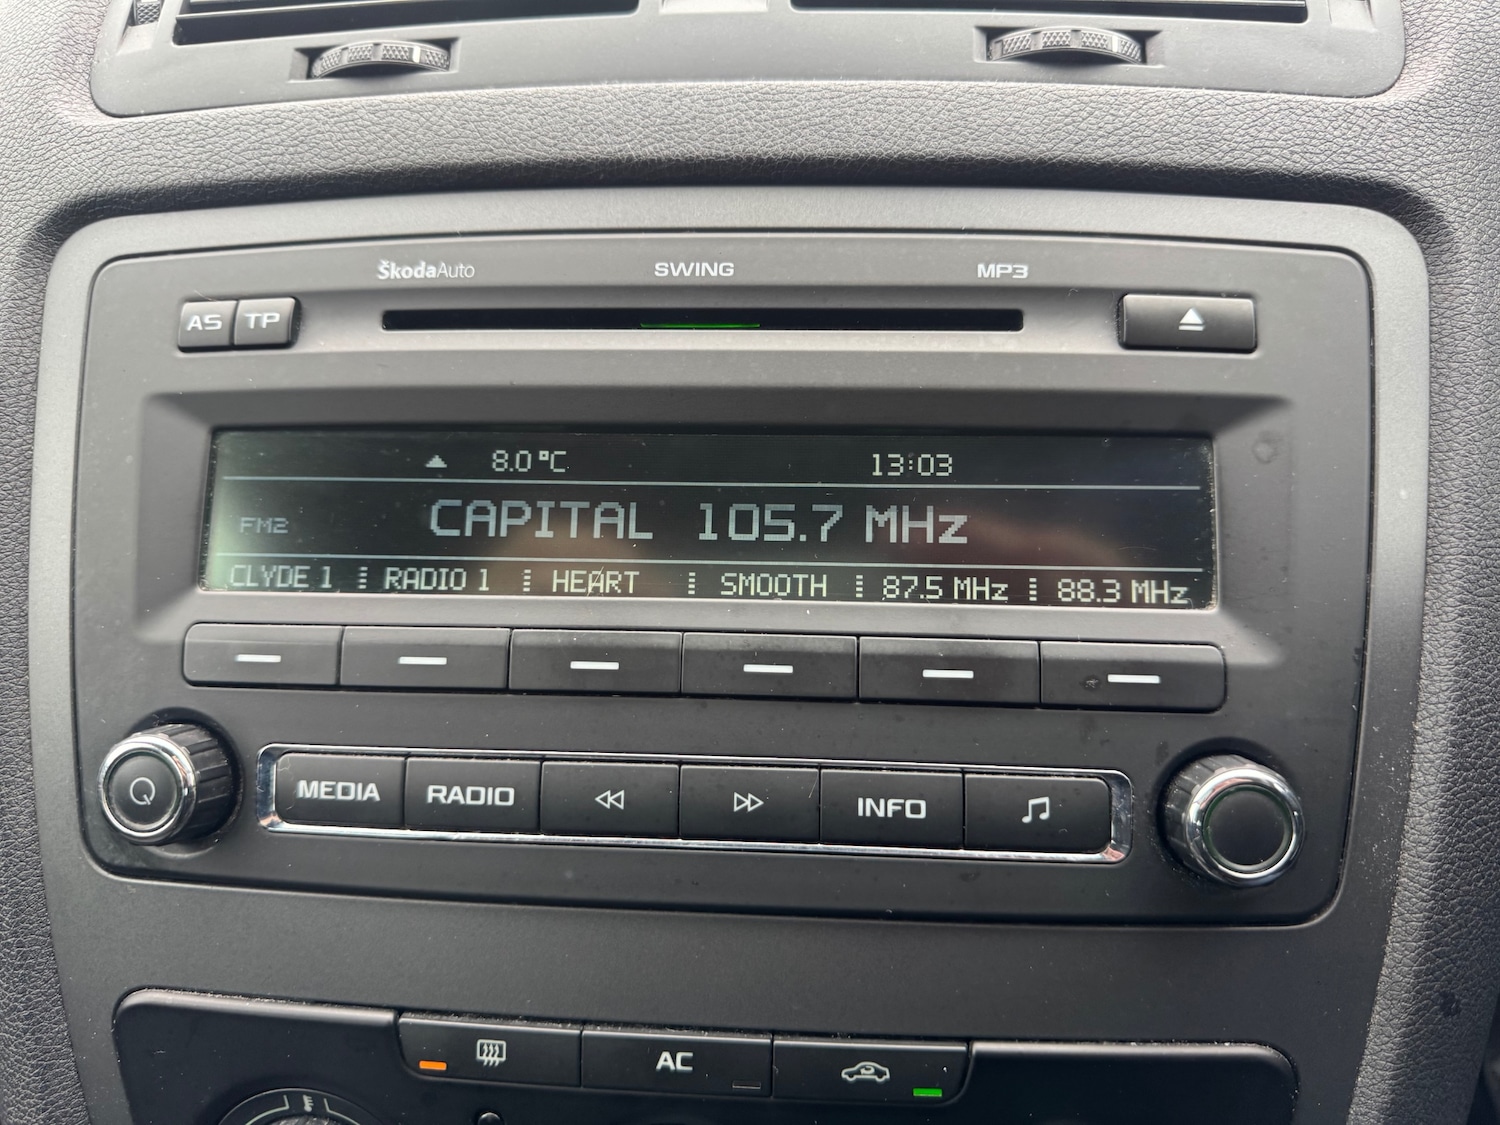 ŠkodaAuto SWING MP3
AS TP
8.0 °C 13:03
FM2 CAPITAL 105.7 MHz
CLYDE 1 RADIO 1 HEART SMOOTH 87.5 MHz 88.3 MHz
MEDIA RADIO INFO
AC